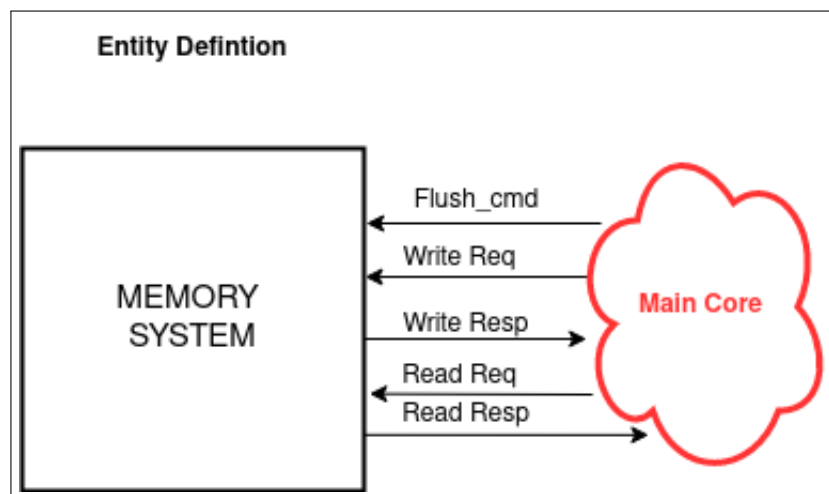 Entity Defintion
Flush_cmd
Write Req
MEMORY
SYSTEM
Main Core
Write Resp
Read Req
Read Resp